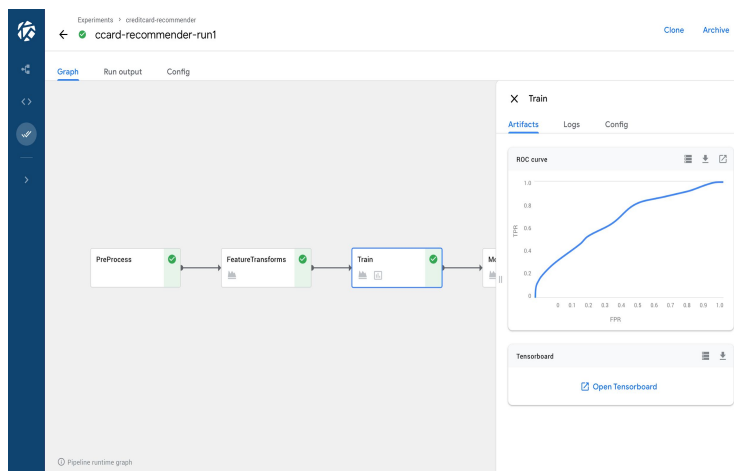 Experiments > creditcard-recommender
ccard-recommender-run1
Clone Archive
Graph Run output Config
Train
Artifacts Logs Config
ROC curve
1.0
0.8
0.6
0.4
0.2
0
TPR
0 0.1 0.2 0.3 0.4 0.5 0.6 0.7 0.8 0.9 1.0
FPR
PreProcess
FeatureTransforms
Train
Mo
Tensorboard
Open Tensorboard
Pipeline runtime graph